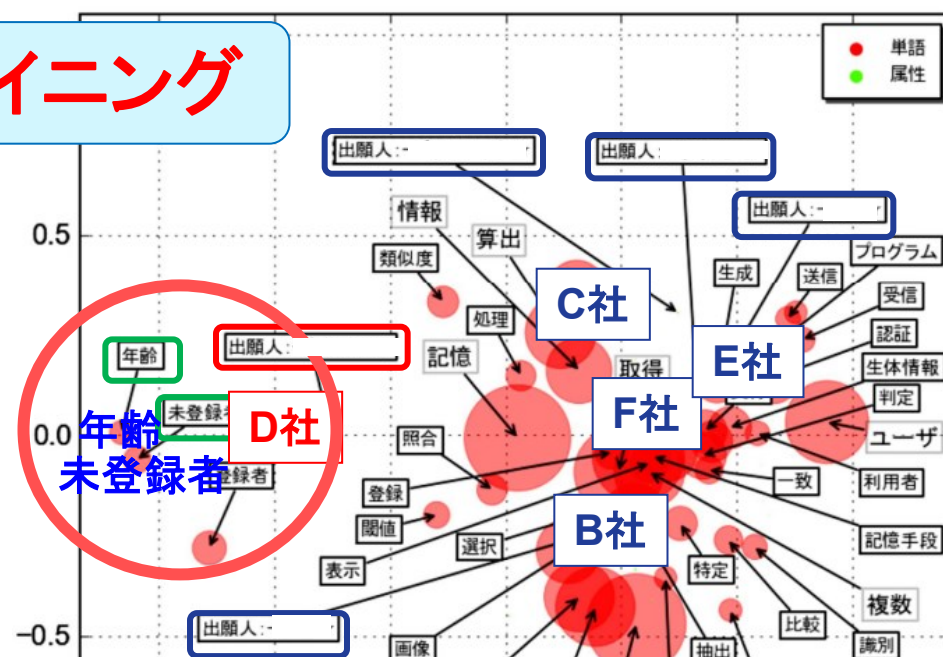 イニング
単語
属性
出願人:
出願人:
出願人:
情報
算出
プログラム
0.5
類似度
生成
送信
C社
受信
処理
認証
年齢
出願人:
記憶
取得
E社
生体情報
判定
未登録
F社
0.0
年齢
D社
ユーザ
照合
未登録者
登録者
登録
一致
利用者
閾値
選択
B社
記憶手段
表示
特定
複数
出願人:
比較
-0.5
画像
抽出
識別